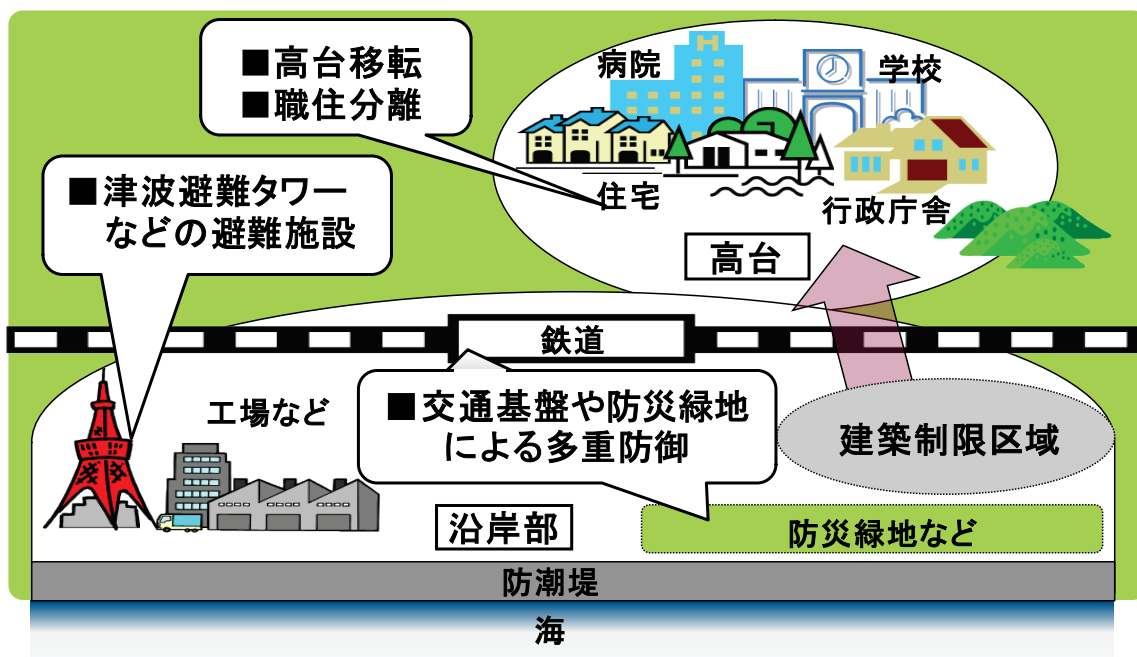 ■高台移転
■職住分離
病院
学校
住宅
行政庁舎
高台
■津波避難タワー
などの避難施設
鉄道
工場など
■交通基盤や防災緑地
による多重防御
建築制限区域
沿岸部
防災緑地など
防潮堤
海